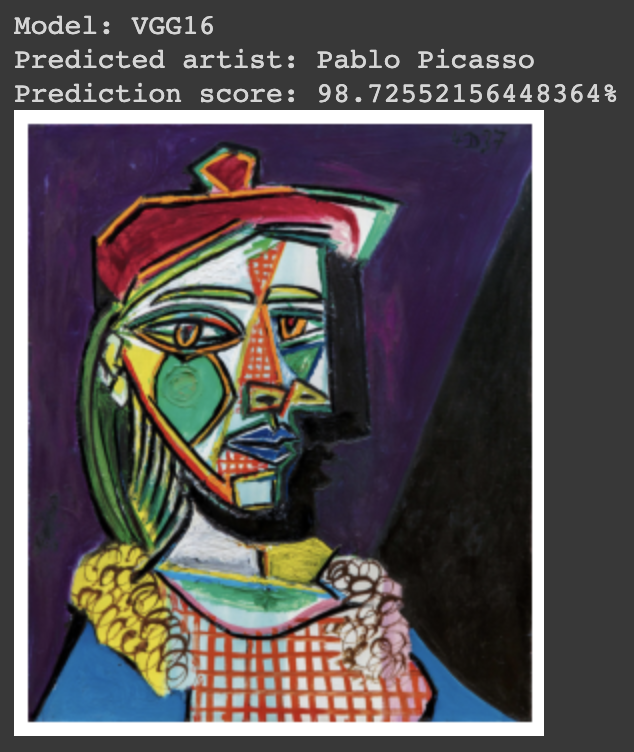 Model: VGG16
Predicted artist: Pablo Picasso
Prediction score: 98.72552156448364%